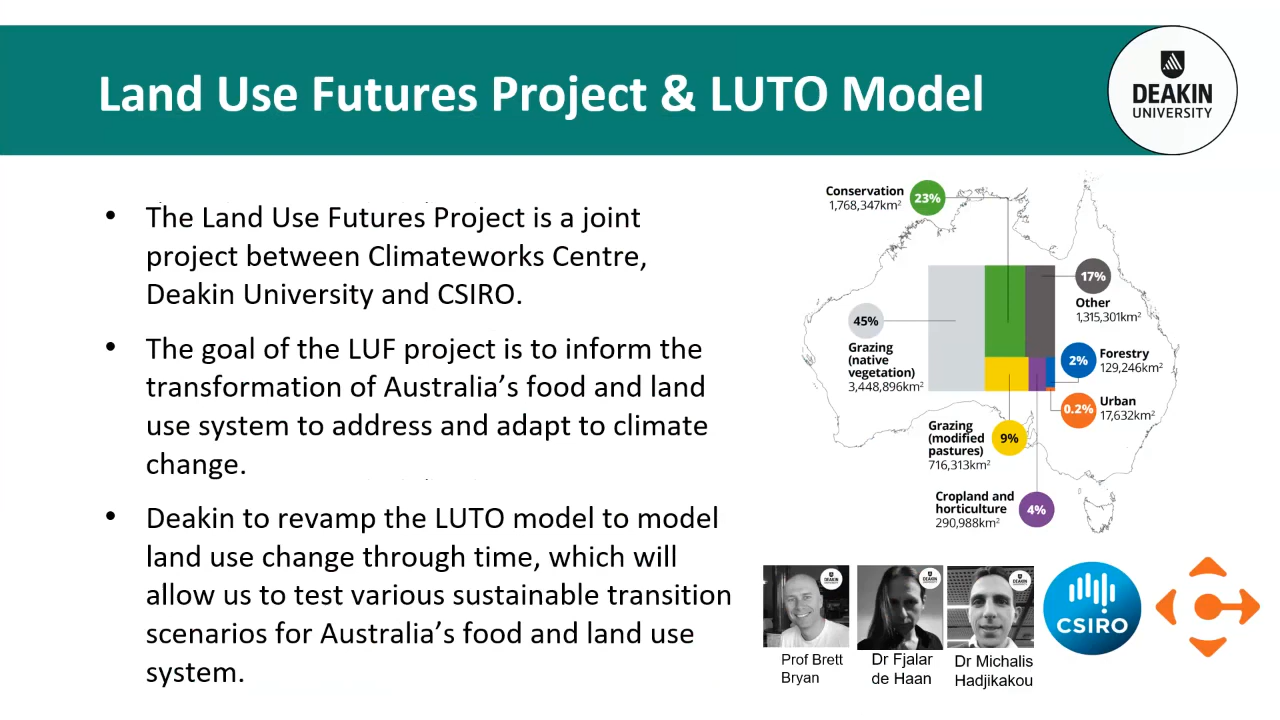 Land Use Futures Project & LUTO Model
DEAKIN
UNIVERSITY
• The Land Use Futures Project is a joint
project between Climateworks Centre,
Deakin University and CSIRO.
• The goal of the LUF project is to inform the
transformation of Australia’s food and land
use system to address and adapt to climate
change.
• Deakin to revamp the LUTO model to model
land use change through time, which will
allow us to test various sustainable transition
scenarios for Australia’s food and land use
system.
Conservation
1,768,347km²
23%
17%
Other
1,315,301km²
45%
Grazing
(native
vegetation)
3,448,896km²
2%
Forestry
129,246km²
0.2%
Urban
17,632km²
Grazing
(modified
pastures)
716,313km²
9%
Cropland and
horticulture
290,988km²
4%
DEAKIN
DEAKIN
DEAKIN
Prof Brett
Bryan
Dr Fjalar
de Haan
Dr Michalis
Hadjikakou
CSIRO